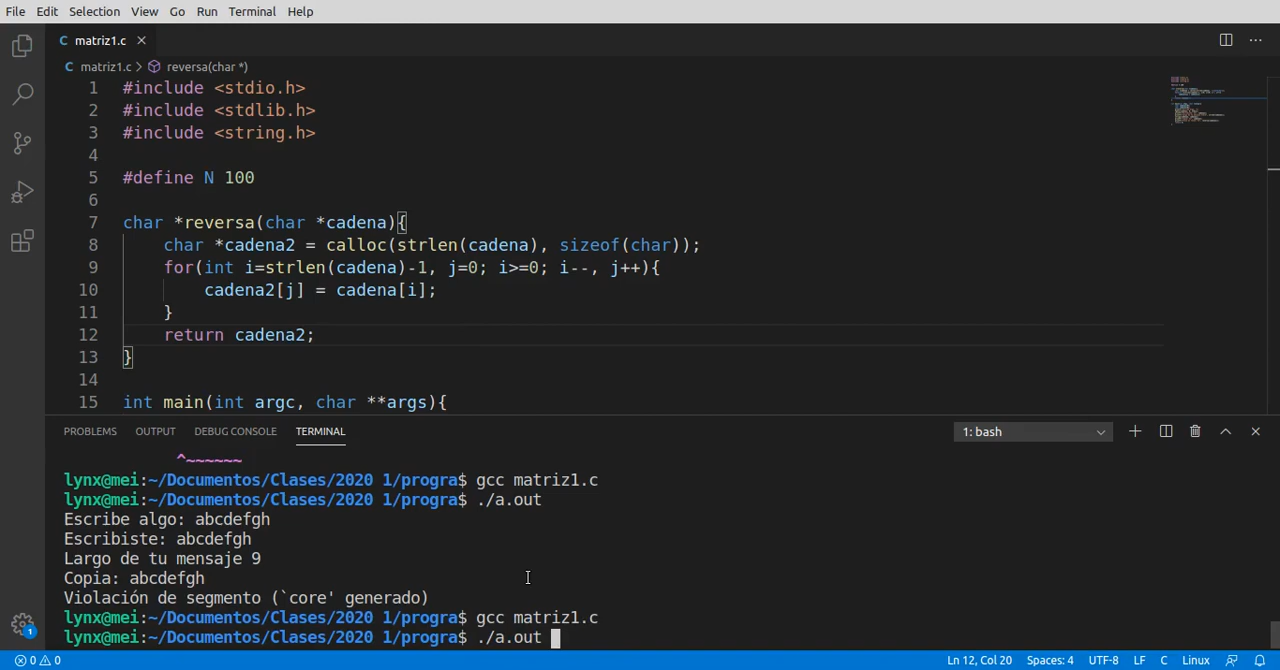 File Edit Selection View Go Run Terminal Help
C matriz1.c ×
C matriz1.c > reversa(char *)
1 #include <stdio.h>
2 #include <stdlib.h>
3 #include <string.h>
4
5 #define N 100
6
7 char *reversa(char *cadena){
8 char *cadena2 = calloc(strlen(cadena), sizeof(char));
9 for(int i=strlen(cadena)-1, j=0; i>=0; i--, j++){
10 cadena2[j] = cadena[i];
11 }
12 return cadena2;
13 }
14
15 int main(int argc, char **args){
PROBLEMS OUTPUT DEBUG CONSOLE TERMINAL 1: bash
^~~~~~~
lynx@mei:~/Documentos/Clases/2020 1/progra$ gcc matriz1.c
lynx@mei:~/Documentos/Clases/2020 1/progra$ ./a.out
Escribe algo: abcdefgh
Escribiste: abcdefgh
Largo de tu mensaje 9
Copia: abcdefgh
Violación de segmento (`core' generado)
lynx@mei:~/Documentos/Clases/2020 1/progra$ gcc matriz1.c
lynx@mei:~/Documentos/Clases/2020 1/progra$ ./a.out
1
0 0 Ln 12, Col 20 Spaces: 4 UTF-8 LF C Linux